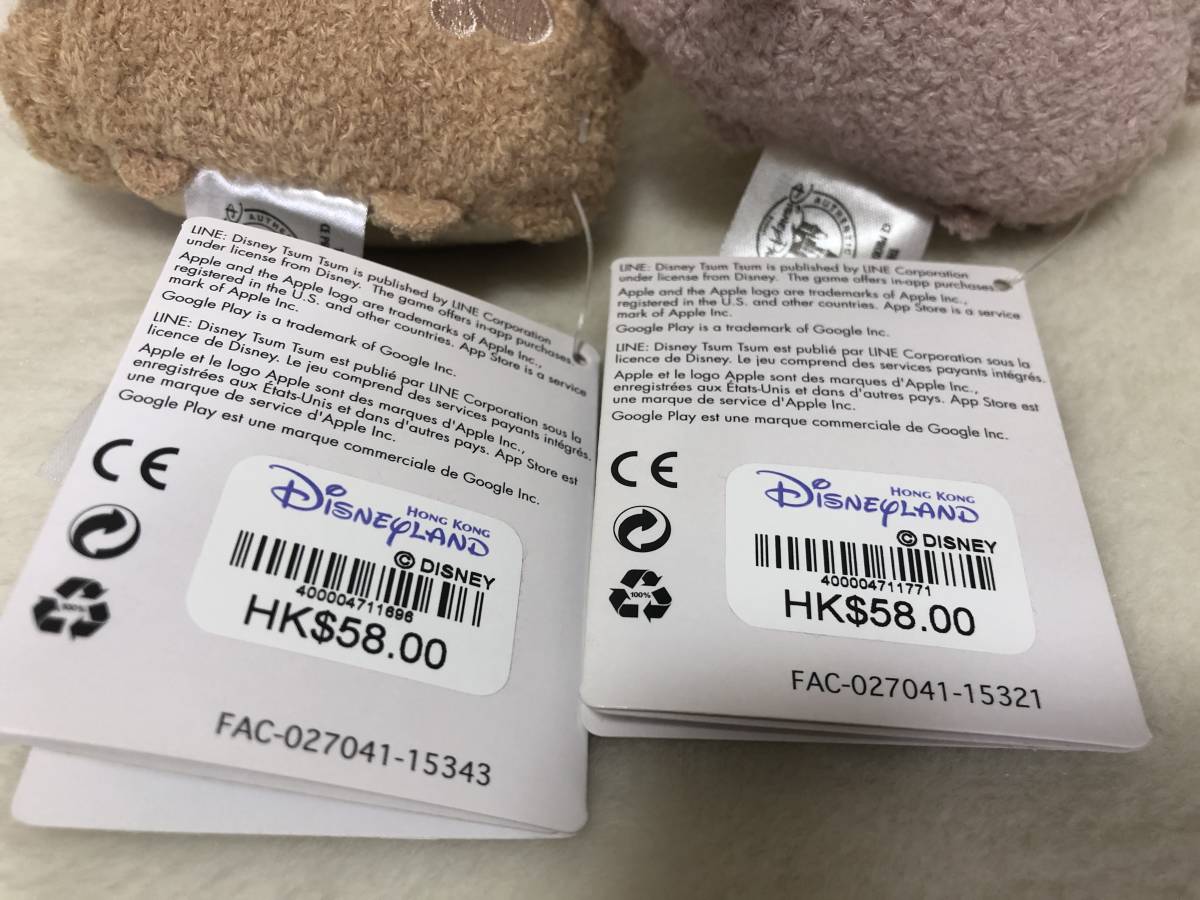 AUTHENTIC
LINE: Disney Tsum Tsum is published by LINE Corporation
under license from Disney. The game offers in-app purchases.
Apple and the Apple logo are trademarks of Apple Inc.,
registered in the U.S. and other countries. App Store is a service
mark of Apple Inc.
Google Play is a trademark of Google Inc.
LINE: Disney Tsum Tsum est publié par LINE Corporation sous la
licence de Disney. Le jeu comprend des services payants intégrés.
Apple et le logo Apple sont des marques d'Apple Inc.,
enregistrées aux États-Unis et dans d'autres pays. App Store est
une marque de service d'Apple Inc.
Google Play est une marque commerciale de Google Inc.
CE
100%
HONG KONG
DISNEYLAND
© DISNEY
400004711696
HK$58.00
FAC-027041-15343
AUTHENTIC
LINE: Disney Tsum Tsum is published by LINE Corporation
under license from Disney. The game offers in-app purchases.
Apple and the Apple logo are trademarks of Apple Inc.,
registered in the U.S. and other countries. App Store is a service
mark of Apple Inc.
Google Play is a trademark of Google Inc.
LINE: Disney Tsum Tsum est publié par LINE Corporation sous la
licence de Disney. Le jeu comprend des services payants intégrés.
Apple et le logo Apple sont des marques d'Apple Inc.,
enregistrées aux États-Unis et dans d'autres pays. App Store est
une marque de service d'Apple Inc.
Google Play est une marque commerciale de Google Inc.
CE
100%
HONG KONG
DISNEYLAND
© DISNEY
400004711771
HK$58.00
FAC-027041-15321